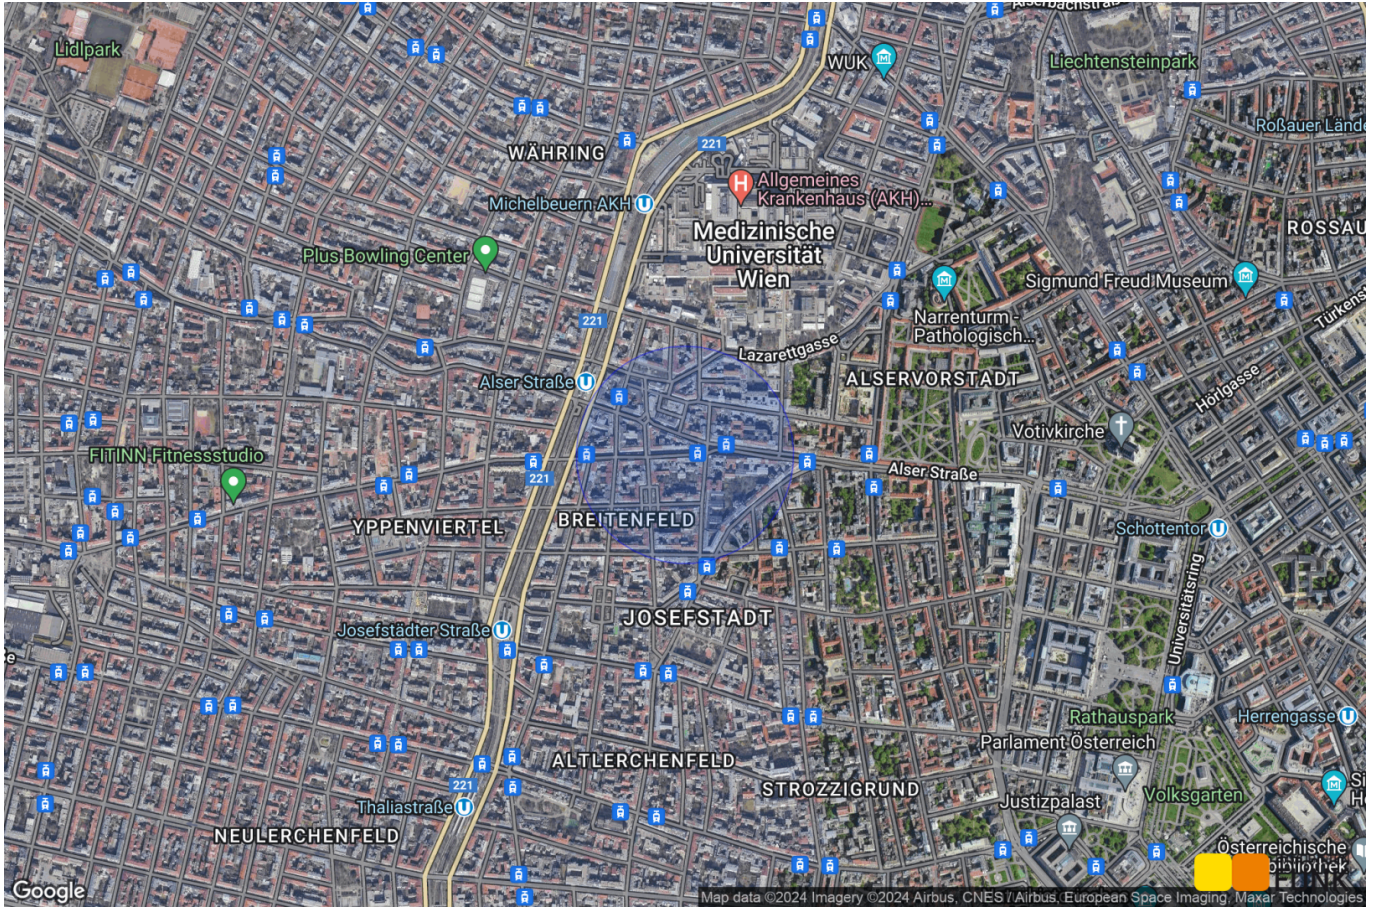 Alserbachstraße
Lidlpark
WUK
Liechtensteinpark
Roßauer Lände
WÄHRING
221
Michelbeuern AKH
U
H
Allgemeines
Krankenhaus (AKH)...
Medizinische
Universität
Wien
ROSSAU
Plus Bowling Center
Sigmund Freud Museum
Narrenturm -
Pathologisch...
Türkenst
221
Lazarettgasse
Alser Straße
U
ALSERVORSTADT
Hörlgasse
Votivkirche
FITINN Fitnessstudio
221
Alser Straße
YPPENVIERTEL
BREITENFELD
Schottentor
U
Universitätsring
JOSEFSTADT
Josefstädter Straße
U
Rathauspark
Herrengasse
U
Parlament Österreich
ALTLERCHENFELD
STROZZIGRUND
221
Thaliastraße
U
Justizpalast
Volksgarten
NEULERCHENFELD
Österreichische
Google
Map data ©2024 Imagery ©2024 Airbus, CNES / Airbus, European Space Imaging, Maxar Technologies